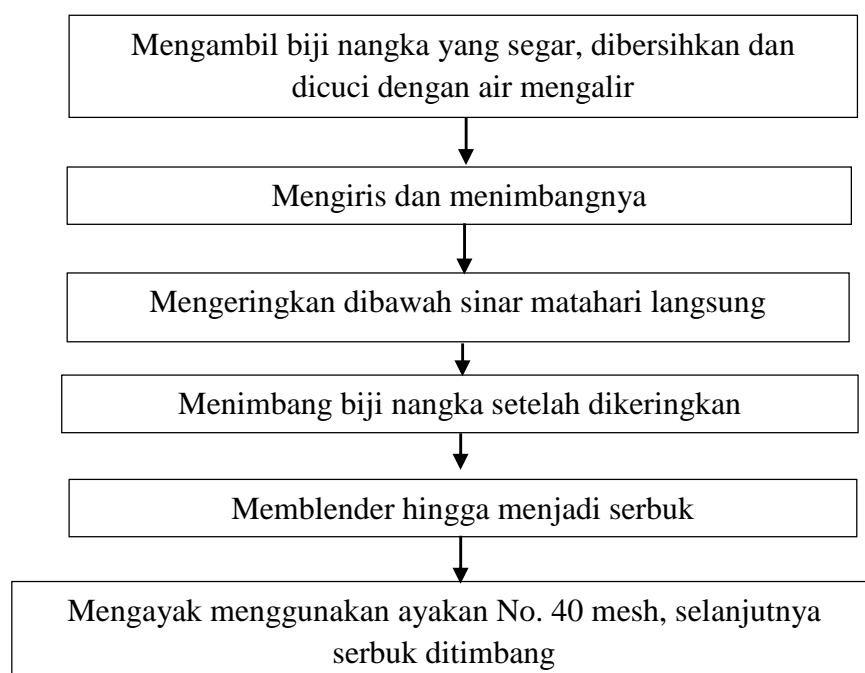 Mengambil biji nangka yang segar, dibersihkan dan
dicuci dengan air mengalir
Mengiris dan menimbangnya
Mengeringkan dibawah sinar matahari langsung
Menimbang biji nangka setelah dikeringkan
Memblender hingga menjadi serbuk
Mengayak menggunakan ayakan No. 40 mesh, selanjutnya
serbuk ditimbang